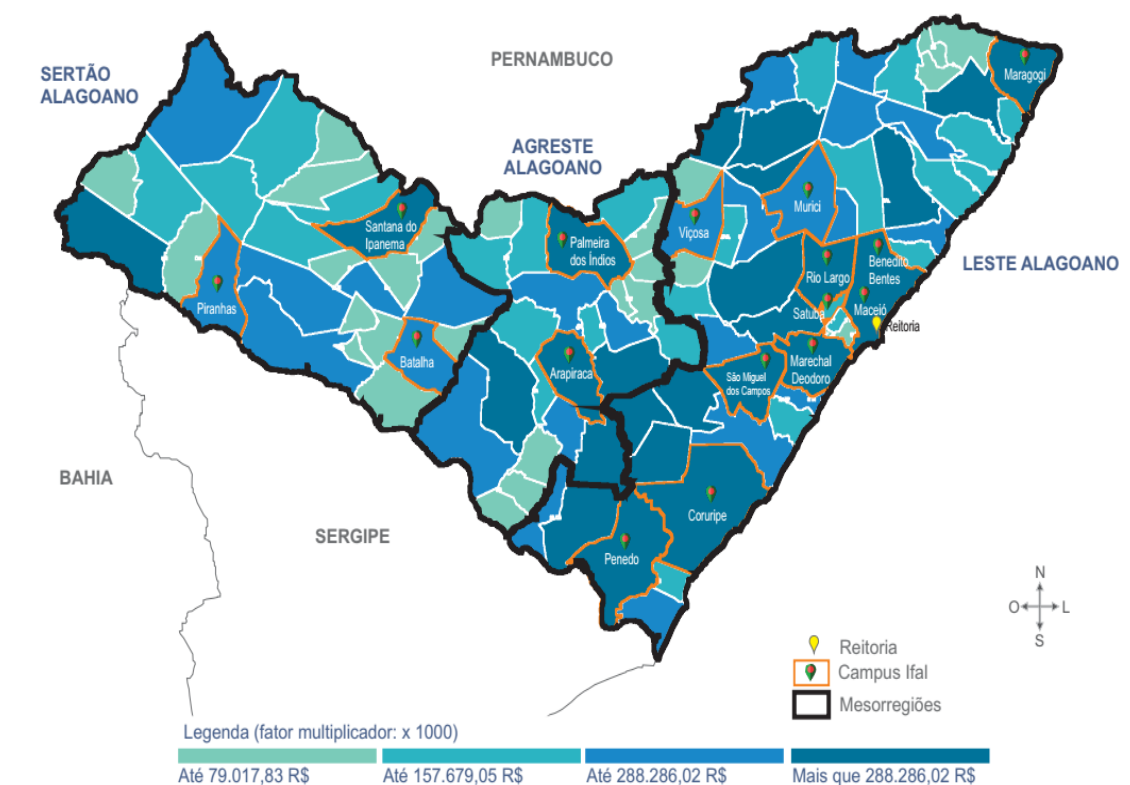 PERNAMBUCO
SERTÃO
ALAGOANO
Maragogi
AGRESTE
ALAGOANO
Murici
Santana do
Ipanema
Viçosa
Palmeira
dos Índios
Benedito
Bentes
LESTE ALAGOANO
Rio Largo
Piranhas
Satuba
Maceió
Reitoria
Batalha
Arapiraca
Marechal
Deodoro
São Miguel
dos Campos
BAHIA
Coruripe
SERGIPE
Penedo
N
O
L
S
Reitoria
Campus Ifal
Mesorregiões
Legenda (fator multiplicador: x 1000)
Até 79.017,83 R$
Até 157.679,05 R$
Até 288.286,02 R$
Mais que 288.286,02 R$